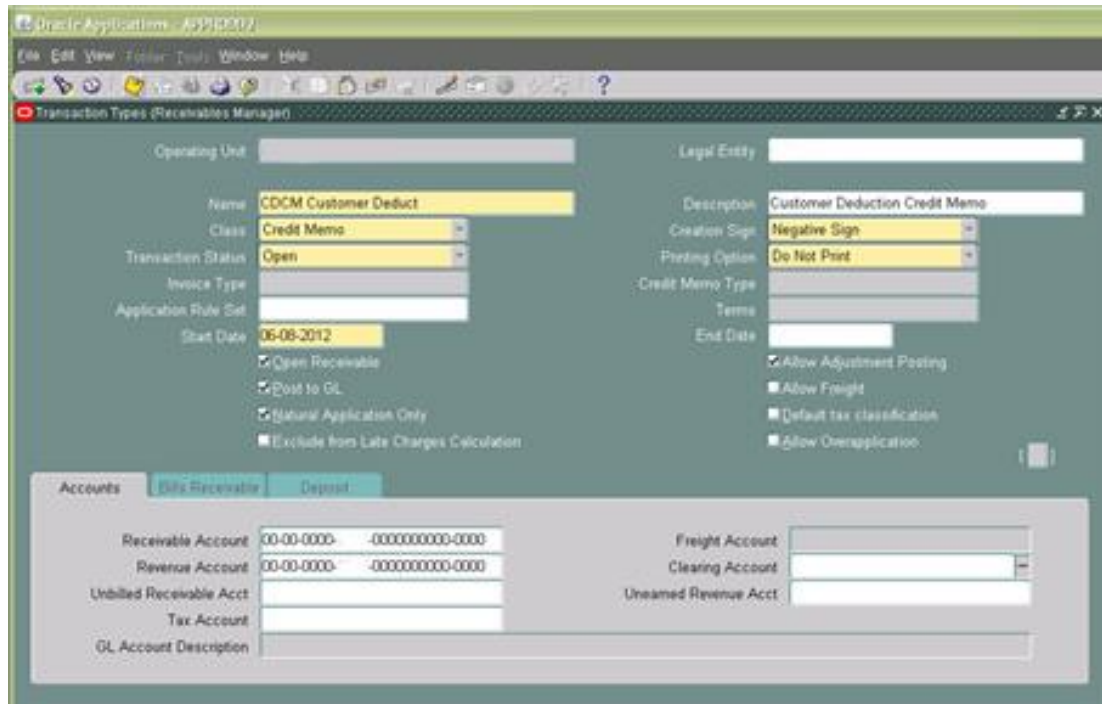 Oracle Applications - APPROD02
File Edit View Folder Tools Window Help
?
Transaction Types (Receivables Manager)
Operating Unit Legal Entity
Name CDCM Customer Deduct Description Customer Deduction Credit Memo
Class Credit Memo Creation Sign Negative Sign
Transaction Status Open Printing Option Do Not Print
Invoice Type Credit Memo Type
Application Rule Set Terms
Start Date 06-08-2012 End Date
Open Receivable Allow Adjustment Posting
Post to GL Allow Freight
Natural Application Only Default tax classification
Exclude from Late Charges Calculation Allow Overapplication
[ ]
Accounts Bills Receivable Deposit
Receivable Account 00-00-0000- -0000000000-0000 Freight Account
Revenue Account 00-00-0000- -0000000000-0000 Clearing Account
Unbilled Receivable Acct Unearned Revenue Acct
Tax Account
GL Account Description